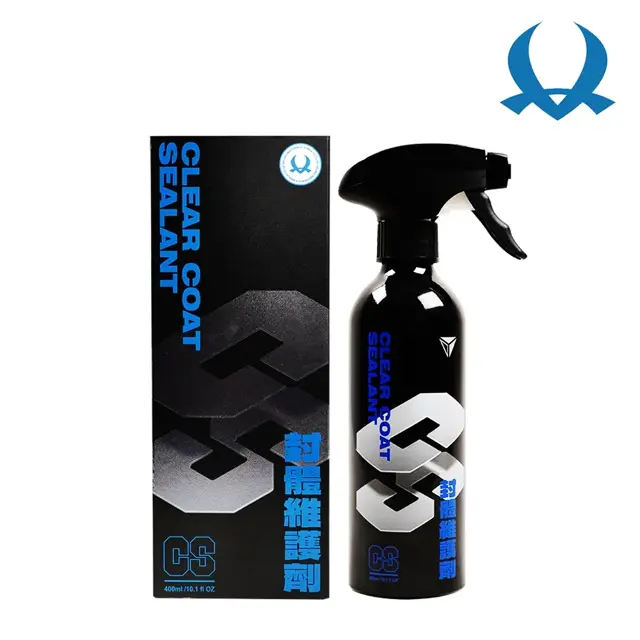 CLEAR COAT
SEALANT
封體維護劑
CS
400ml /10.1 fl OZ
CLEAR COAT
SEALANT
CS
封體維護劑
CS